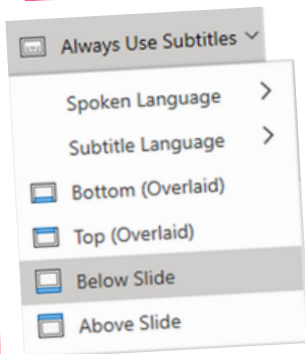 Always Use Subtitles
Spoken Language
Subtitle Language
Bottom (Overlaid)
Top (Overlaid)
Below Slide
Above Slide